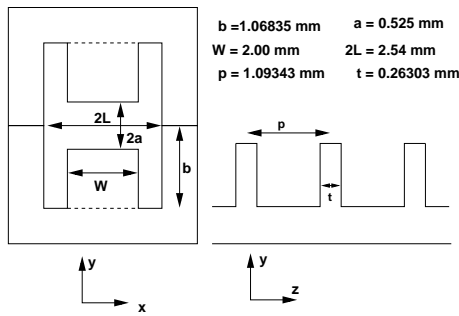 b =1.06835 mm a = 0.525 mm
W = 2.00 mm 2L = 2.54 mm
p = 1.09343 mm t = 0.26303 mm
2L
2a
W
b
p
t
y
x
y
z